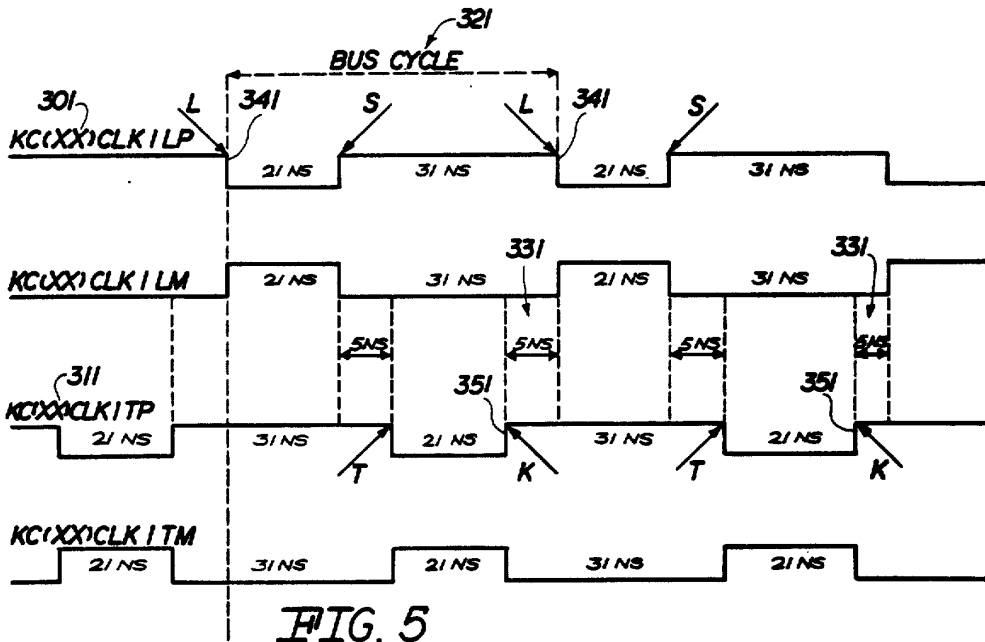 321
BUS CYCLE
301 L 341 S L 341 S
KC(XX)CLK1LP
21 NS 31 NS 21 NS 31 NS
331 331
KC(XX)CLK1LM
21 NS 31 NS 21 NS 31 NS
5NS 5NS 5NS 5NS
311 351 351
KC(XX)CLK1TP
21 NS 31 NS 21 NS 31 NS 21 NS
T K T K
KC(XX)CLK1TM
21 NS 31 NS 21 NS 31 NS 21 NS
FIG. 5